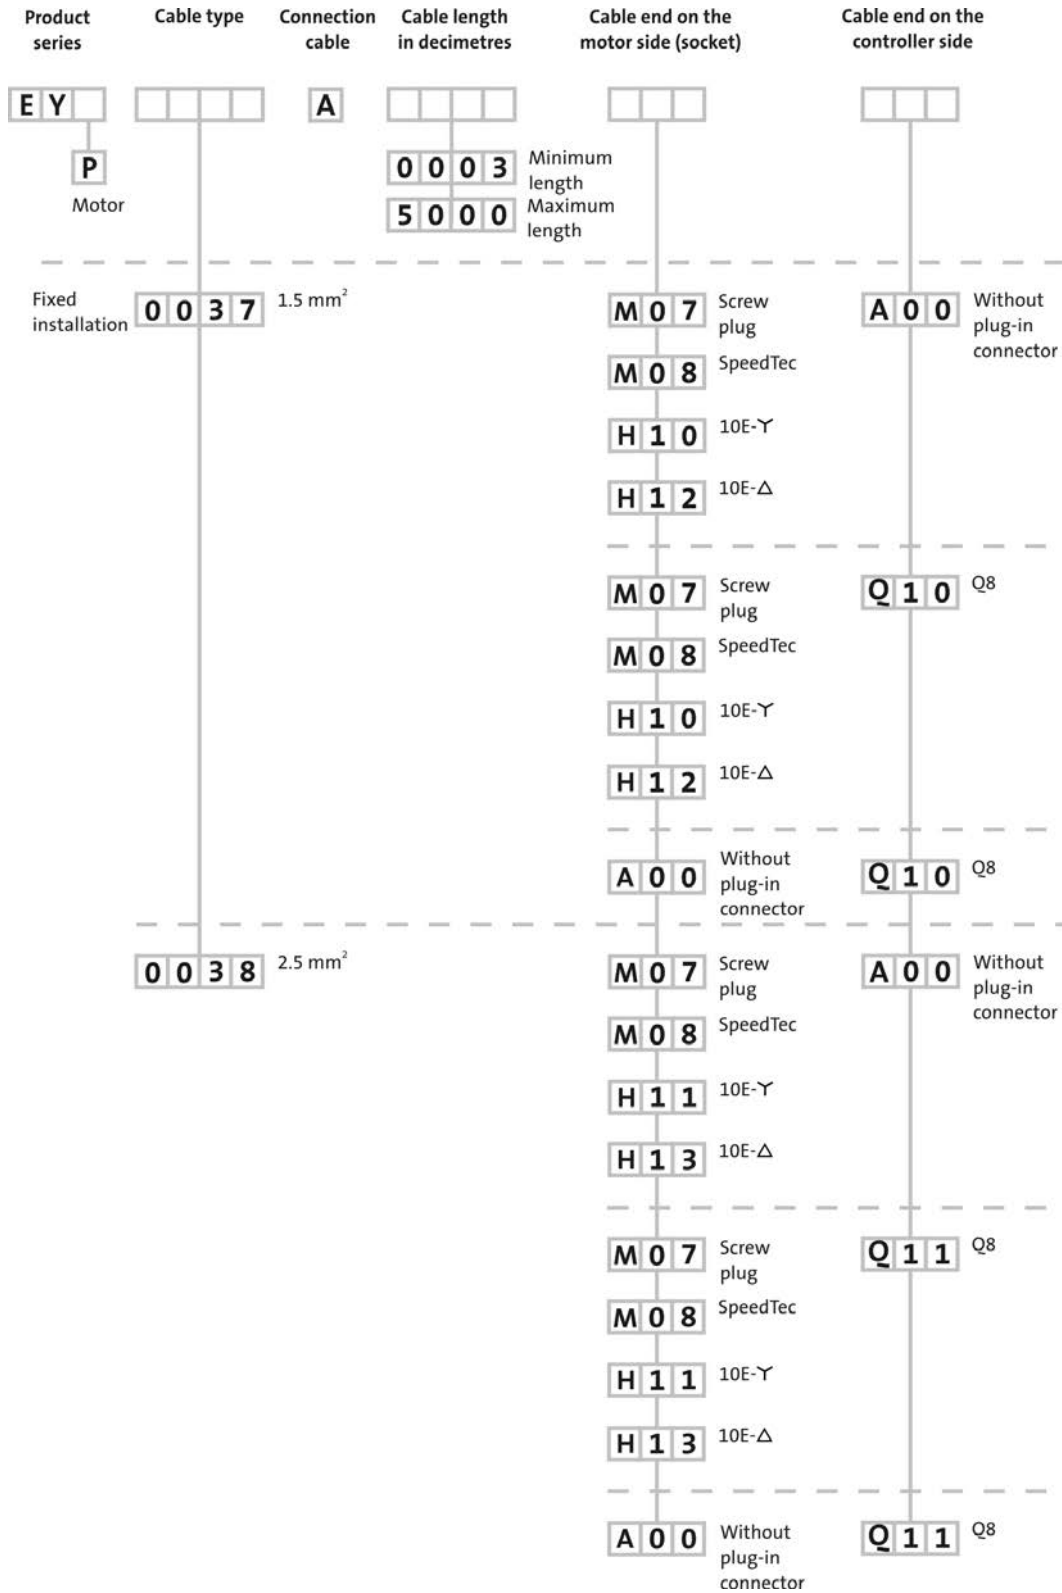 Product series
Cable type
Connection cable
Cable length in decimetres
Cable end on the motor side (socket)
Cable end on the controller side
E Y
A
P
Motor
0 0 0 3 Minimum length
5 0 0 0 Maximum length
Fixed installation
0 0 3 7 1.5 mm²
M 0 7 Screw plug
A 0 0 Without plug-in connector
M 0 8 SpeedTec
H 1 0 10E-Y
H 1 2 10E-△
M 0 7 Screw plug
Q 1 0 Q8
M 0 8 SpeedTec
H 1 0 10E-Y
H 1 2 10E-△
A 0 0 Without plug-in connector
Q 1 0 Q8
0 0 3 8 2.5 mm²
M 0 7 Screw plug
A 0 0 Without plug-in connector
M 0 8 SpeedTec
H 1 1 10E-Y
H 1 3 10E-△
M 0 7 Screw plug
Q 1 1 Q8
M 0 8 SpeedTec
H 1 1 10E-Y
H 1 3 10E-△
A 0 0 Without plug-in connector
Q 1 1 Q8